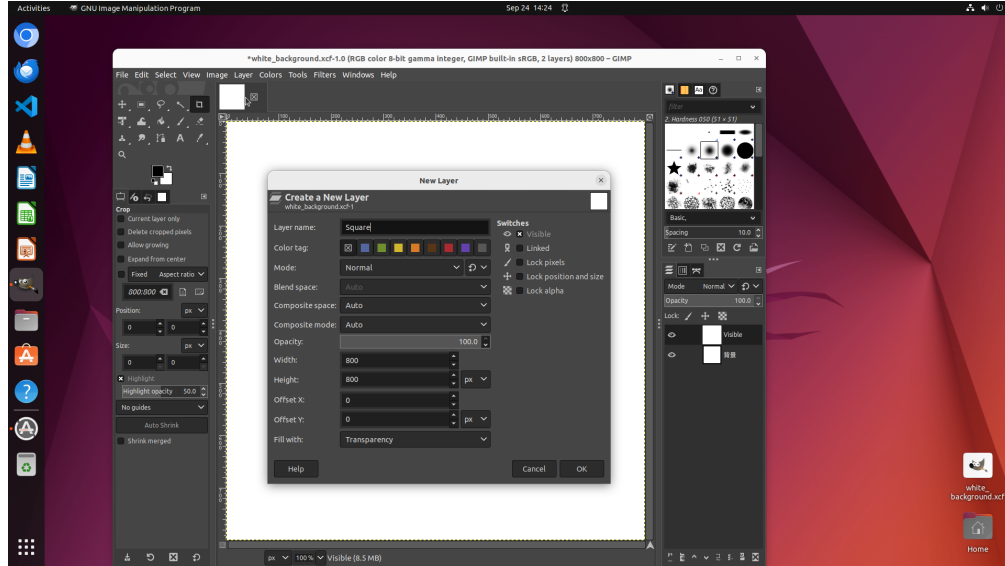 Activities GNU Image Manipulation Program Sep 24 14:24
*white_background.xcf-1.0 (RGB color 8-bit gamma integer, GIMP built-in sRGB, 2 layers) 800x800 – GIMP
File Edit Select View Image Layer Colors Tools Filters Windows Help
Filter
2. Hardness 050 (51 × 51)
Basic,
Spacing 10.0
Mode Normal
Opacity 100.0
Lock:
Visible
背景
Crop
Current layer only
Delete cropped pixels
Allow growing
Expand from center
Fixed Aspect ratio
800:800
Position: px
0 0
Size: px
0 0
Highlight
Highlight opacity 50.0
No guides
Auto Shrink
Shrink merged
New Layer
Create a New Layer
white_background.xcf-1
Layer name: Square
Color tag:
Mode: Normal
Blend space: Auto
Composite space: Auto
Composite mode: Auto
Opacity: 100.0
Width: 800
Height: 800 px
Offset X: 0
Offset Y: 0 px
Fill with: Transparency
Switches
Visible
Linked
Lock pixels
Lock position and size
Lock alpha
Help Cancel OK
px 100 % Visible (8.5 MB)
white_
background.xcf
Home